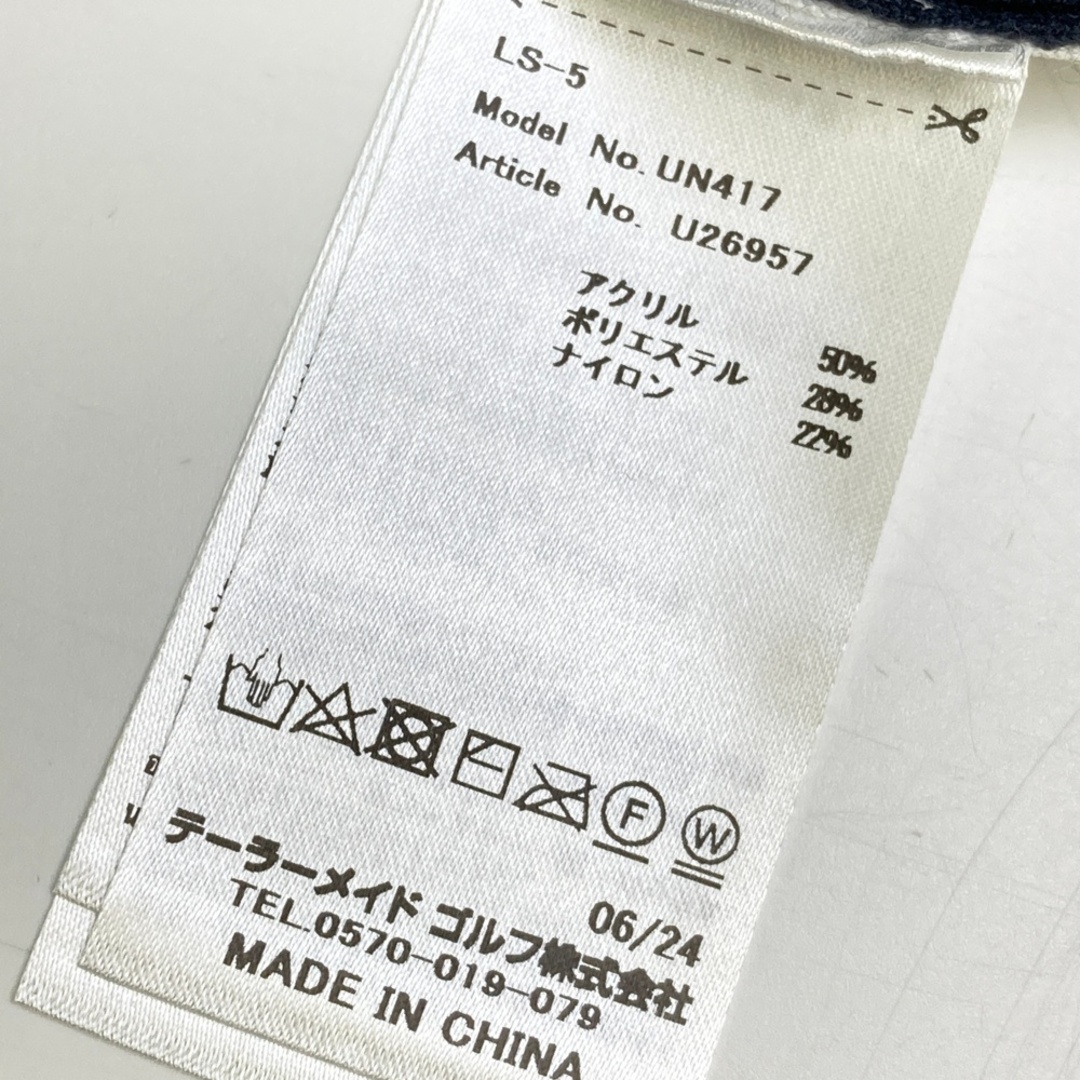 LS-5
Model No. UN417
Article No. U26957
アクリル 50%
ポリエステル 28%
ナイロン 22%
F W
06/24
テーラーメイド ゴルフ株式会社
TEL.0570-019-079
MADE IN CHINA